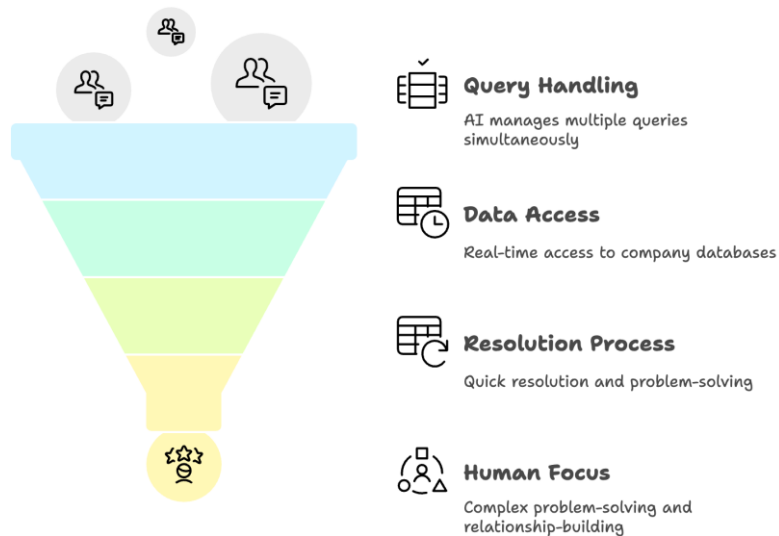 Query Handling
AI manages multiple queries
simultaneously
Data Access
Real-time access to company databases
Resolution Process
Quick resolution and problem-solving
Human Focus
Complex problem-solving and
relationship-building